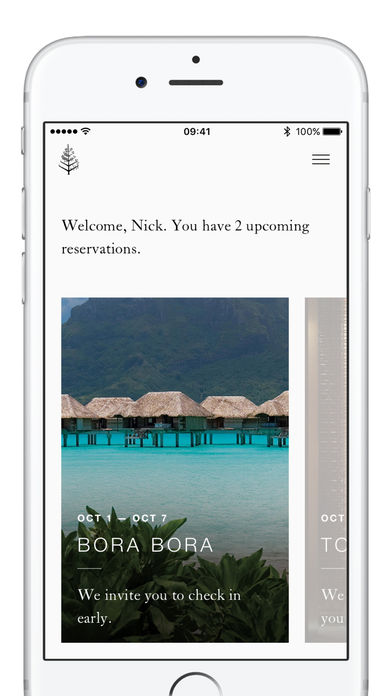 09:41
100%
Welcome, Nick. You have 2 upcoming
reservations.
OCT 1 — OCT 7
BORA BORA
We invite you to check in
early.
OCT
TO
We
you